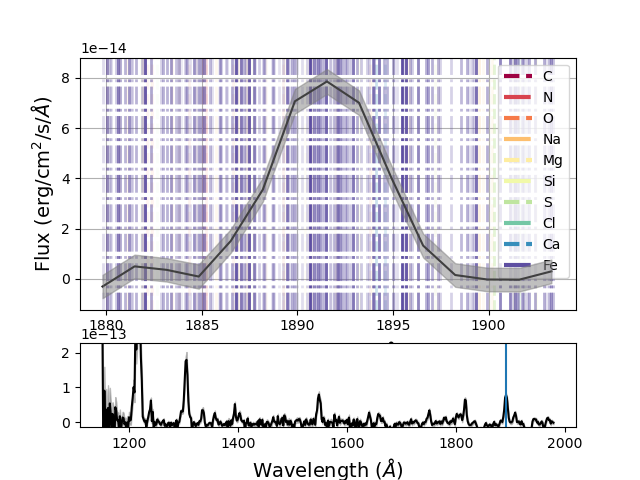 1e−14
Flux (erg/cm²/s/Å)
8
6
4
2
0
C
N
O
Na
Mg
Si
S
Cl
Ca
Fe
1880 1885 1890 1895 1900
1e−13
2
1
0
1200 1400 1600 1800 2000
Wavelength (Å)